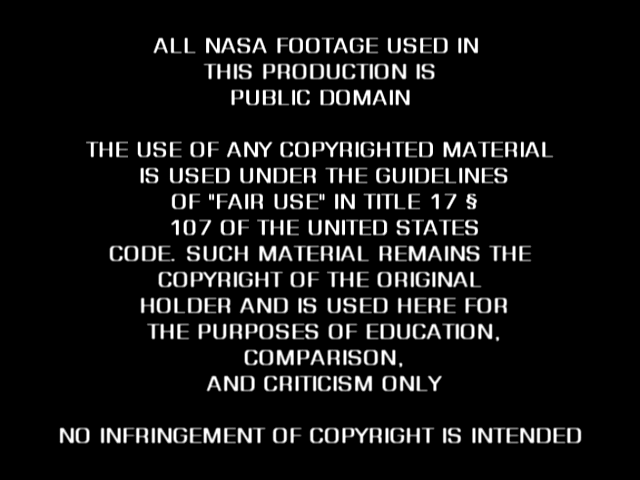 ALL NASA FOOTAGE USED IN
THIS PRODUCTION IS
PUBLIC DOMAIN
THE USE OF ANY COPYRIGHTED MATERIAL
IS USED UNDER THE GUIDELINES
OF "FAIR USE" IN TITLE 17 §
107 OF THE UNITED STATES
CODE. SUCH MATERIAL REMAINS THE
COPYRIGHT OF THE ORIGINAL
HOLDER AND IS USED HERE FOR
THE PURPOSES OF EDUCATION,
COMPARISON,
AND CRITICISM ONLY
NO INFRINGEMENT OF COPYRIGHT IS INTENDED